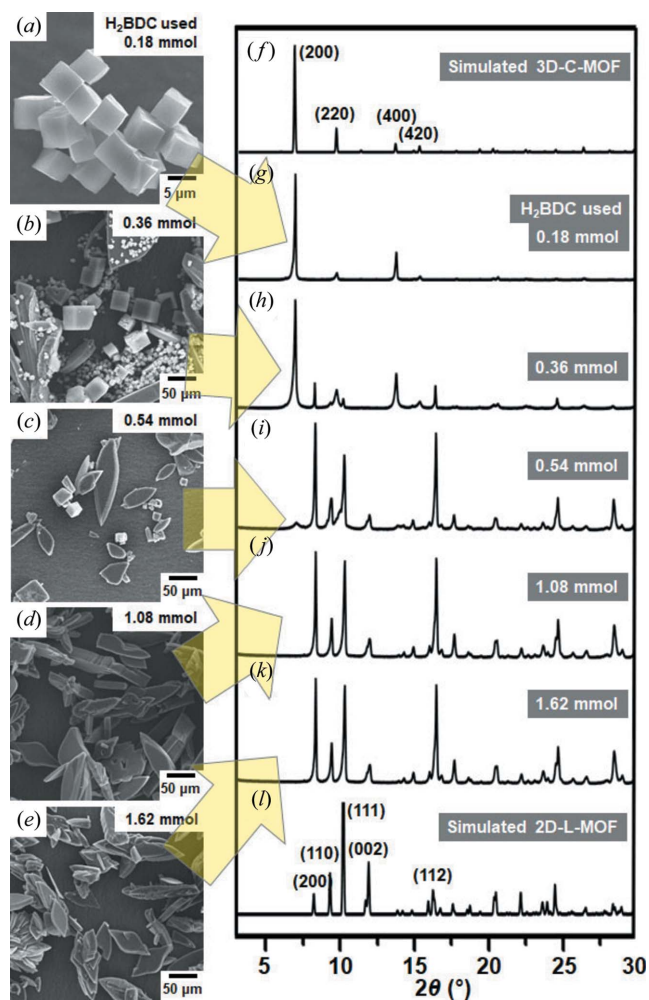 (a)
H₂BDC used
0.18 mmol
5 µm
(b)
0.36 mmol
50 µm
(c)
0.54 mmol
50 µm
(d)
1.08 mmol
50 µm
(e)
1.62 mmol
50 µm
(f)
(200)
Simulated 3D-C-MOF
(220)
(400)
(420)
(g)
H₂BDC used
0.18 mmol
(h)
0.36 mmol
(i)
0.54 mmol
(j)
1.08 mmol
(k)
1.62 mmol
(l)
(111)
Simulated 2D-L-MOF
(110)
(002)
(200)
(112)
5 10 15 20 25 30
2θ (°)